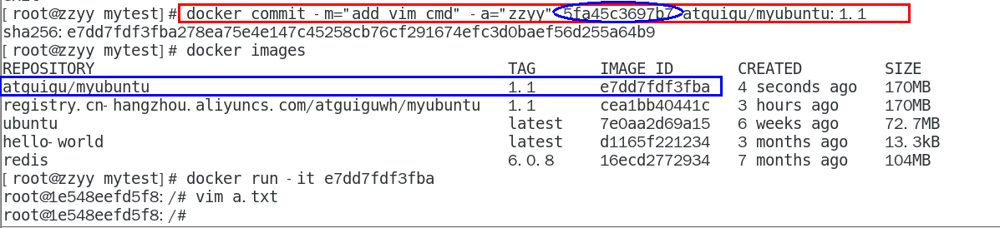 [root@zzyy mytest]# docker commit -m="add vim cmd" -a="zzyy" 5fa45c3697b7 atguigu/myubuntu:1.1
sha256:e7dd7fdf3fba278ea75e4e147c45258cb76cf291674efc3d0baef56d255a64b9
[root@zzyy mytest]# docker images
REPOSITORY TAG IMAGE ID CREATED SIZE
atguigu/myubuntu 1.1 e7dd7fdf3fba 4 seconds ago 170MB
registry.cn-hangzhou.aliyuncs.com/atguiguwh/myubuntu 1.1 cea1bb40441c 3 hours ago 170MB
ubuntu latest 7e0aa2d69a15 6 weeks ago 72.7MB
hello-world latest d1165f221234 3 months ago 13.3kB
redis 6.0.8 16ecd2772934 7 months ago 104MB
[root@zzyy mytest]# docker run -it e7dd7fdf3fba
root@1e548eefd5f8:/# vim a.txt
root@1e548eefd5f8:/#